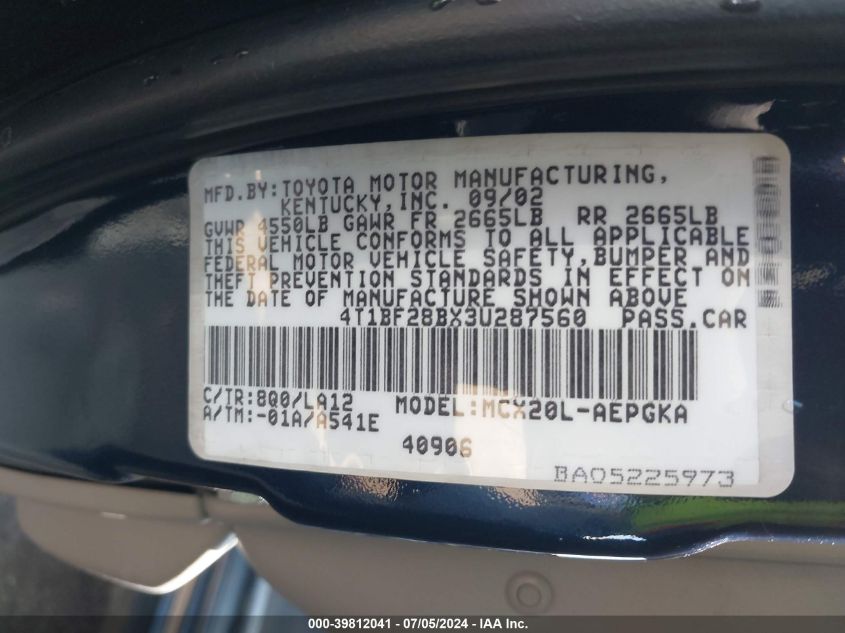 MFD.BY:TOYOTA MOTOR MANUFACTURING,
KENTUCKY,INC. 09/02
GVWR 4550LB GAWR FR 2665LB RR 2665LB
THIS VEHICLE CONFORMS TO ALL APPLICABLE
FEDERAL MOTOR VEHICLE SAFETY,BUMPER AND
THEFT PREVENTION STANDARDS IN EFFECT ON
THE DATE OF MANUFACTURE SHOWN ABOVE
4T1BF28BX3U287560 PASS.CAR
C/TR:8Q0/LA12 MODEL:MCX20L-AEPGKA
A/TM:-01A/A541E
40906
BA05225973
000-39812041 - 07/05/2024 - IAA Inc.